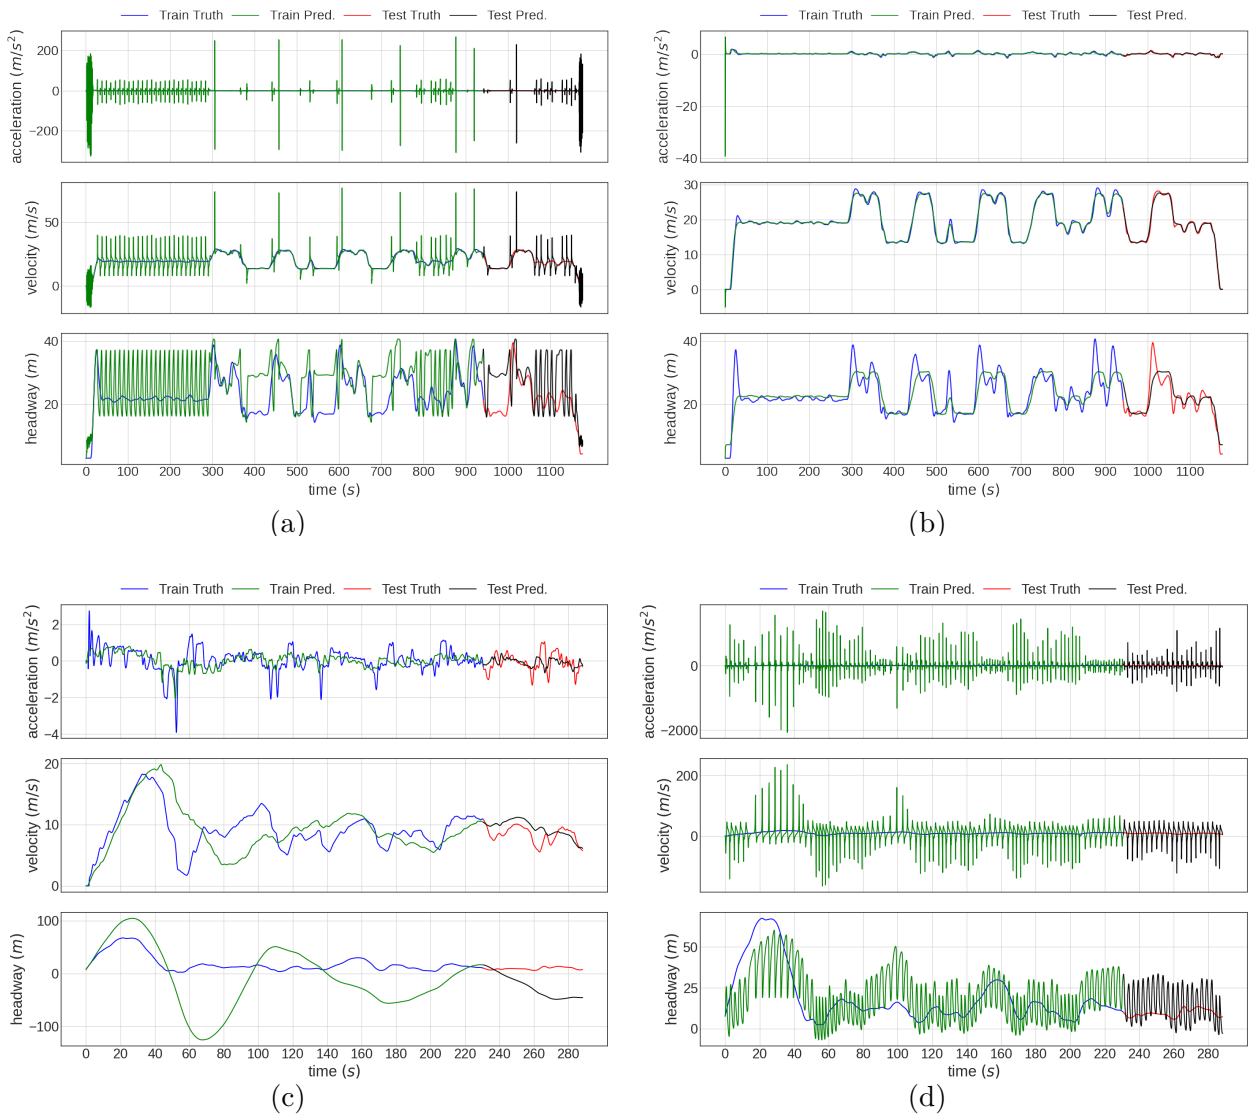 Train Truth Train Pred. Test Truth Test Pred.
acceleration (m/s²)
200
0
−200
velocity (m/s)
50
0
headway (m)
40
20
0 100 200 300 400 500 600 700 800 900 1000 1100
time (s)
(a)
Train Truth Train Pred. Test Truth Test Pred.
acceleration (m/s²)
0
−20
−40
velocity (m/s)
30
20
10
0
headway (m)
40
20
0 100 200 300 400 500 600 700 800 900 1000 1100
time (s)
(b)
Train Truth Train Pred. Test Truth Test Pred.
acceleration (m/s²)
2
0
−2
−4
velocity (m/s)
20
10
0
headway (m)
100
0
−100
0 20 40 60 80 100 120 140 160 180 200 220 240 260 280
time (s)
(c)
Train Truth Train Pred. Test Truth Test Pred.
acceleration (m/s²)
0
−2000
velocity (m/s)
200
0
headway (m)
50
25
0
0 20 40 60 80 100 120 140 160 180 200 220 240 260 280
time (s)
(d)